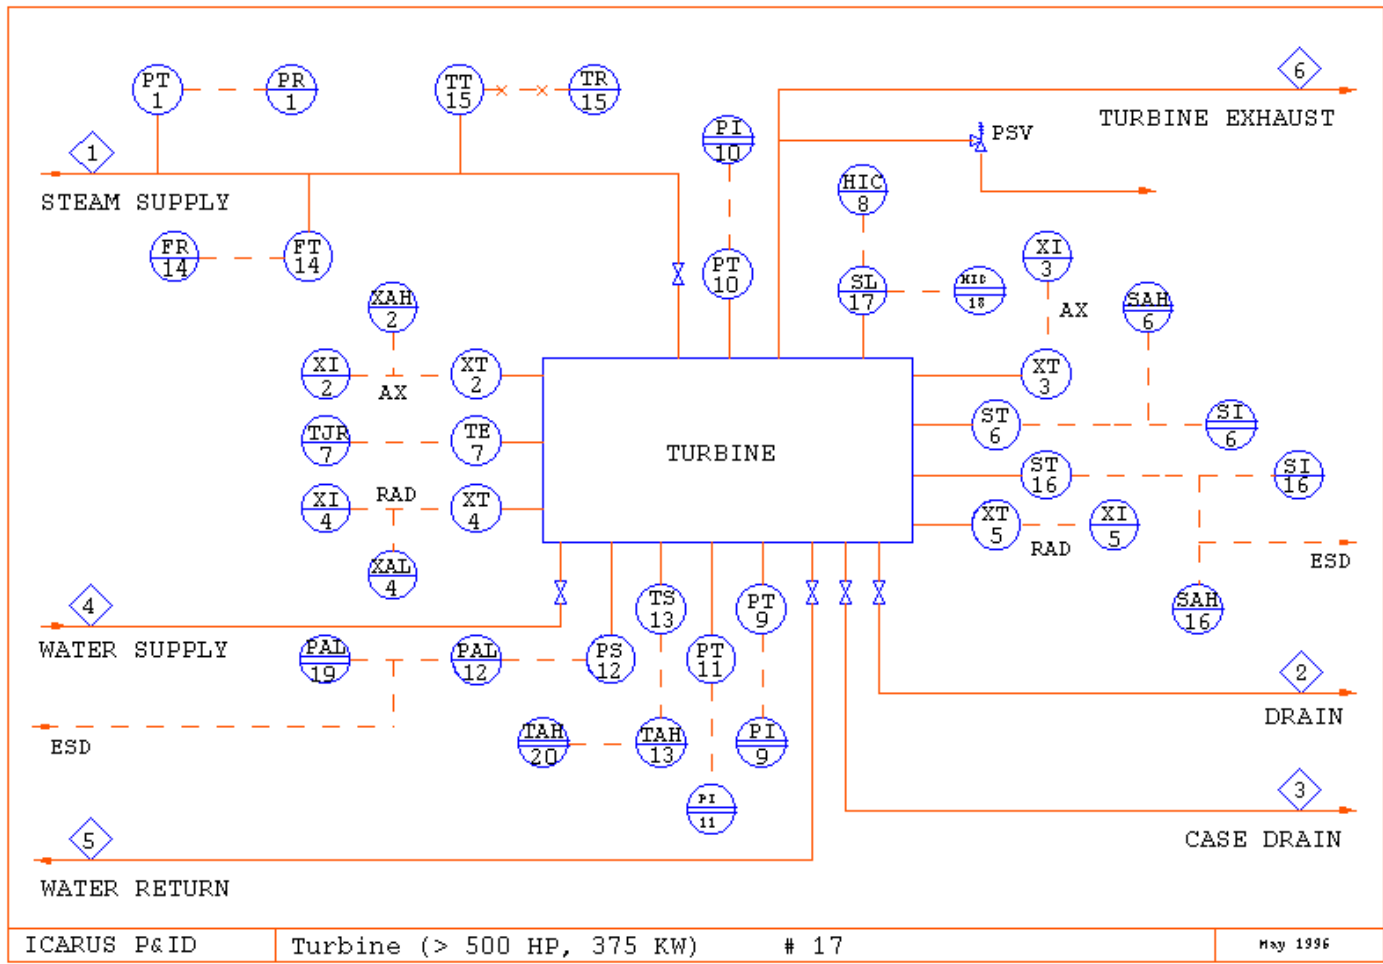 PT
1
PR
1
TT
15
TR
15
6
TURBINE EXHAUST
PI
10
PSV
1
STEAM SUPPLY
HIC
8
FR
14
FT
14
PT
10
XI
3
SL
17
HIC
18
AX
XAH
2
SAH
6
XI
2
XT
2
AX
XT
3
TJR
7
TE
7
TURBINE
ST
6
SI
6
ST
16
SI
16
XI
4
RAD
XT
4
XT
5
RAD
XI
5
ESD
XAL
4
SAH
16
4
WATER SUPPLY
TS
13
PT
9
PAL
19
PAL
12
PS
12
PT
11
2
DRAIN
ESD
TAH
20
TAH
13
PI
9
PI
11
3
CASE DRAIN
5
WATER RETURN
ICARUS P&ID
Turbine (> 500 HP, 375 KW) # 17
May 1996